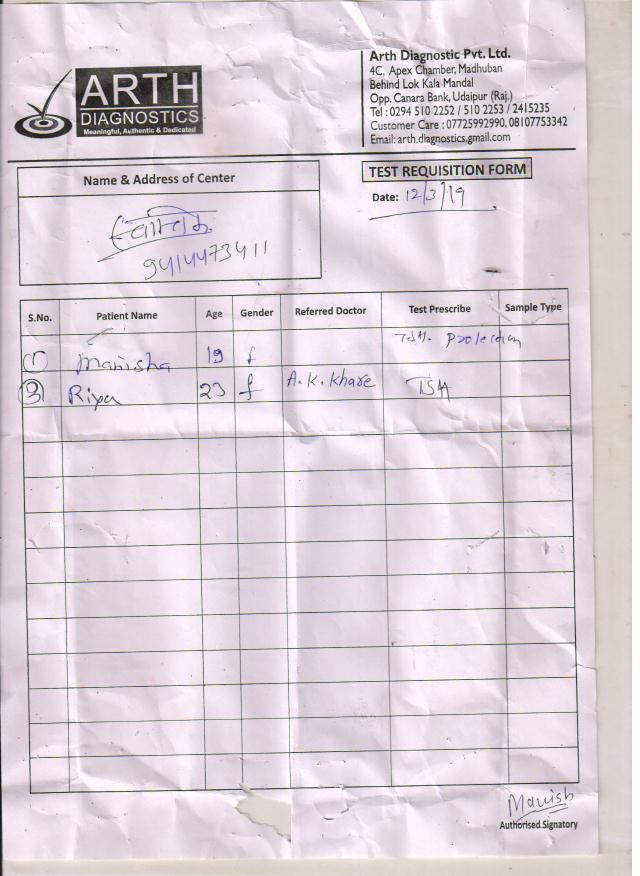 ARTH
DIAGNOSTICS
Meaningful, Authentic & Dedicated
Arth Diagnostic Pvt. Ltd.
4C, Apex Chamber, Madhuban
Behind Lok Kala Mandal
Opp. Canara Bank, Udaipur (Raj.)
Tel : 0294 510 2252 / 510 2253 / 2415235
Customer Care : 07725992990, 08107753342
Email: arth.diagnostics.gmail.com
Name & Address of Center
9414473411
TEST REQUISITION FORM
Date: 12/3/19
S.No. Patient Name Age Gender Referred Doctor Test Prescribe Sample Type
1 Manisha 19 f TSH. Prolection
3 Riya 23 f A.K. Khare TSH
Manish
Authorised Signatory